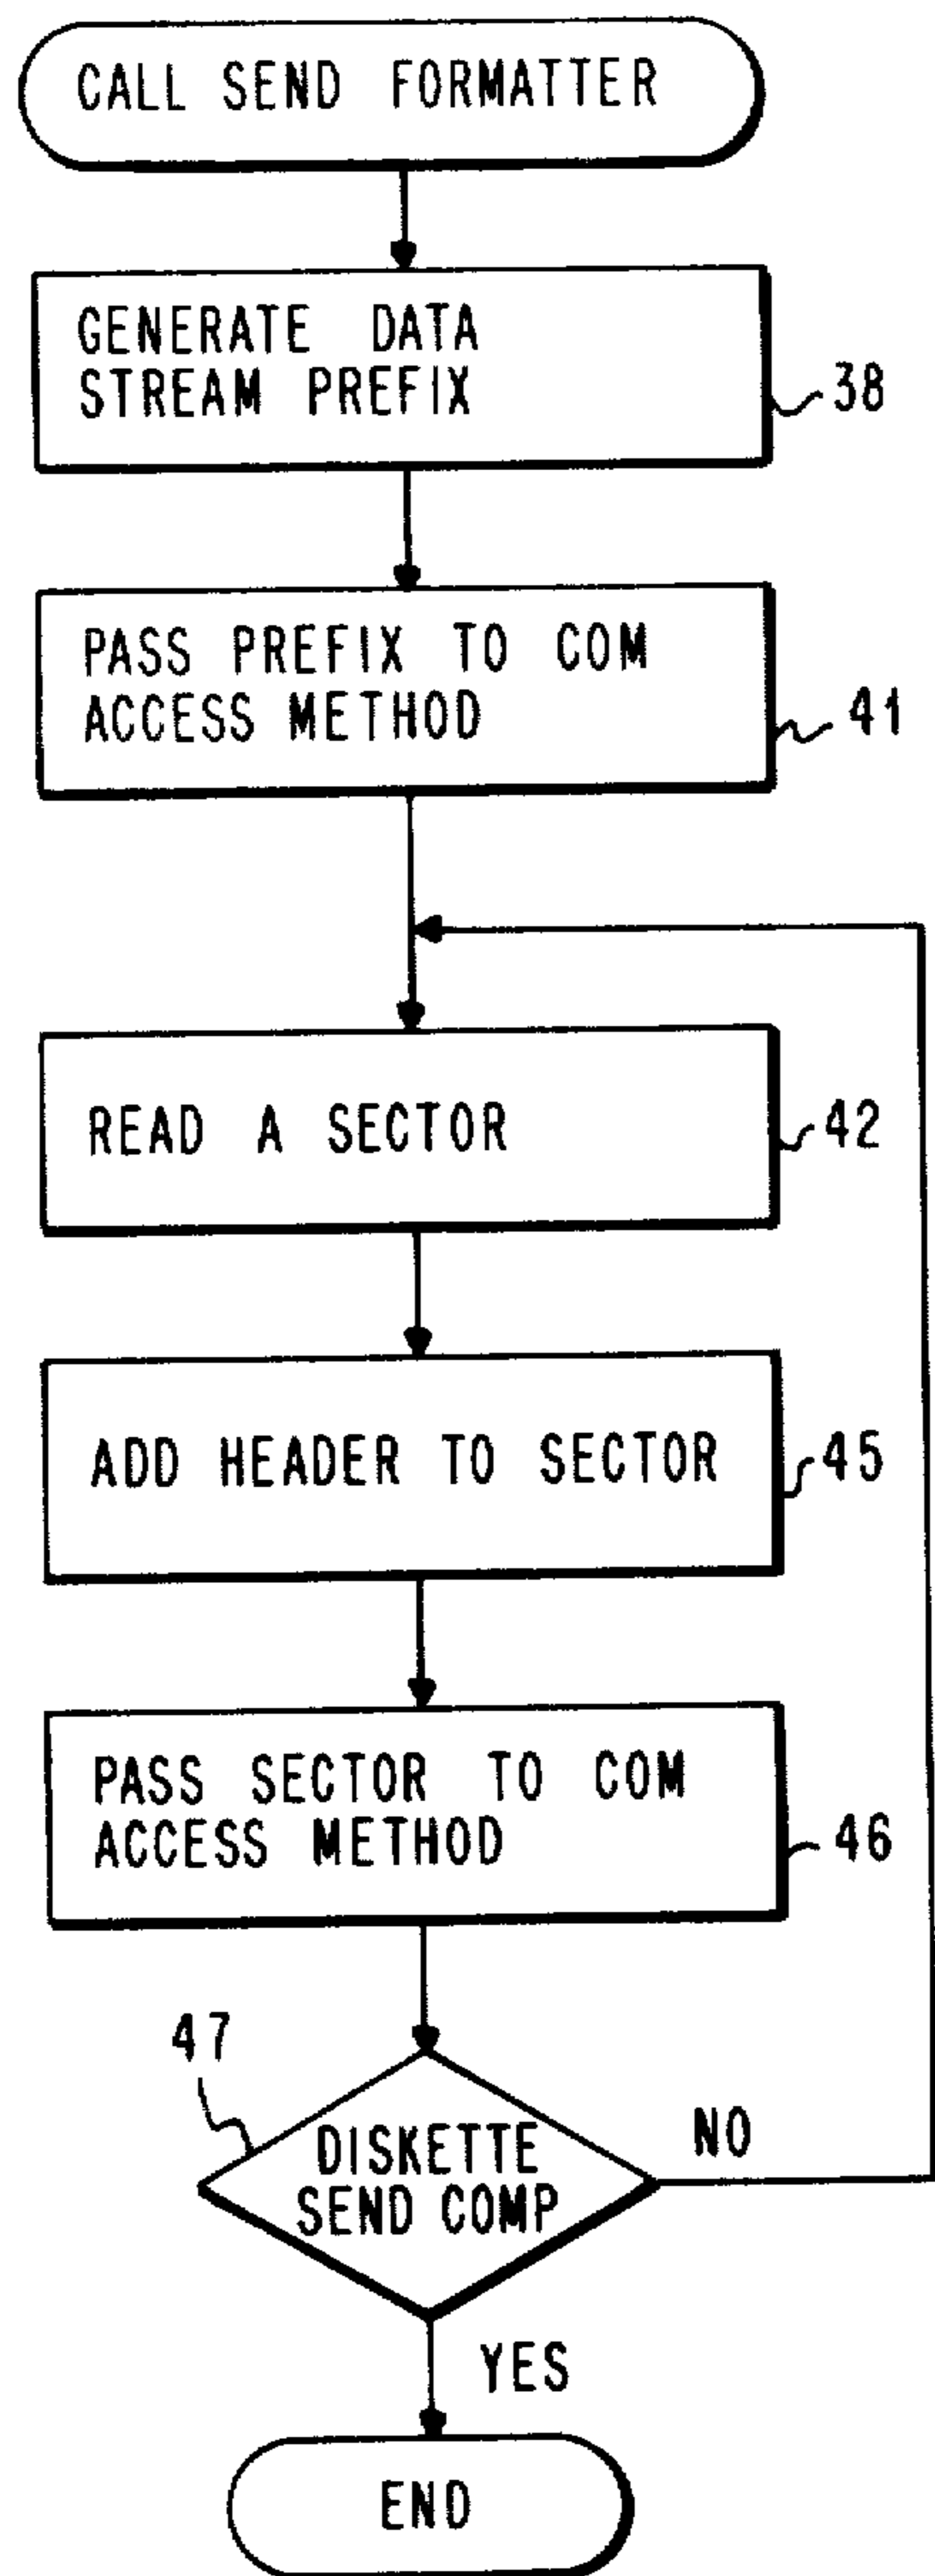 CALL SEND FORMATTER
GENERATE DATA
STREAM PREFIX
38
PASS PREFIX TO COM
ACCESS METHOD
41
READ A SECTOR
42
ADD HEADER TO SECTOR
45
PASS SECTOR TO COM
ACCESS METHOD
46
47
DISKETTE
SEND COMP
NO
YES
END